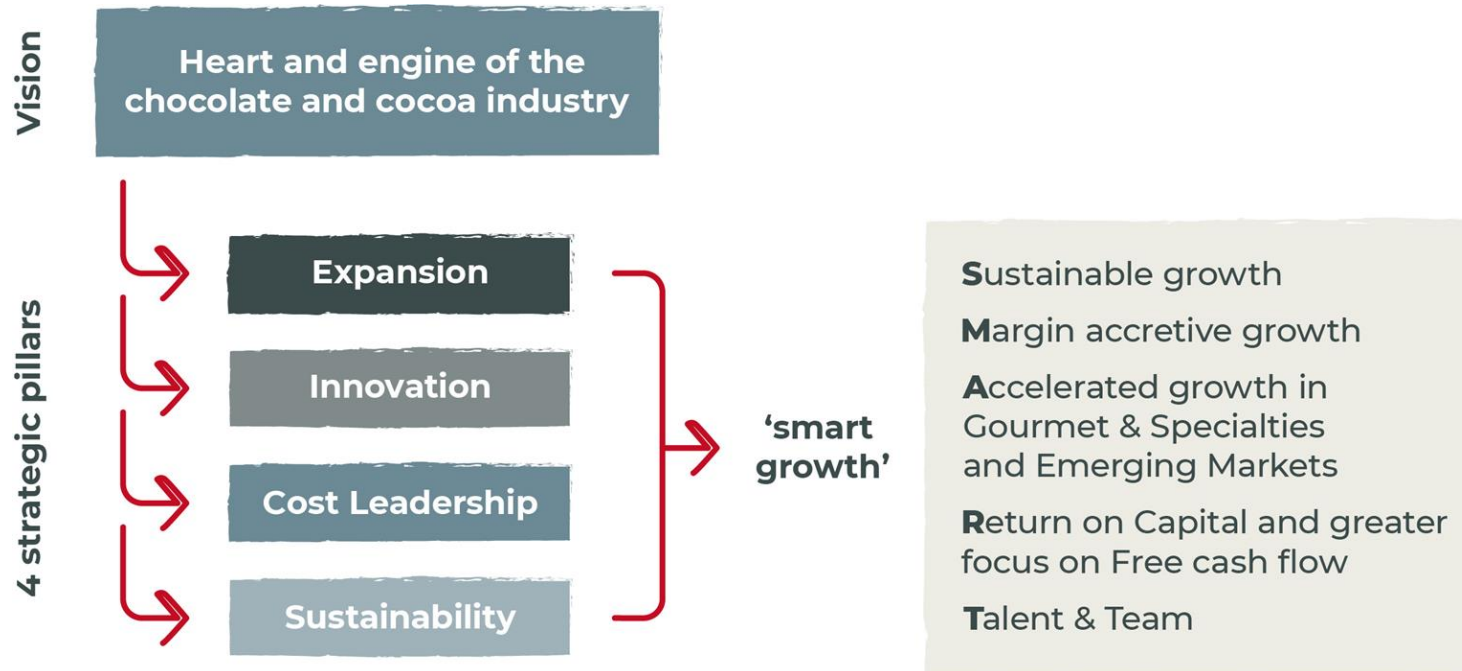 Vision
Heart and engine of the
chocolate and cocoa industry
4 strategic pillars
Expansion
Innovation
Cost Leadership
Sustainability
‘smart
growth’
Sustainable growth
Margin accretive growth
Accelerated growth in
Gourmet & Specialties
and Emerging Markets
Return on Capital and greater
focus on Free cash flow
Talent & Team